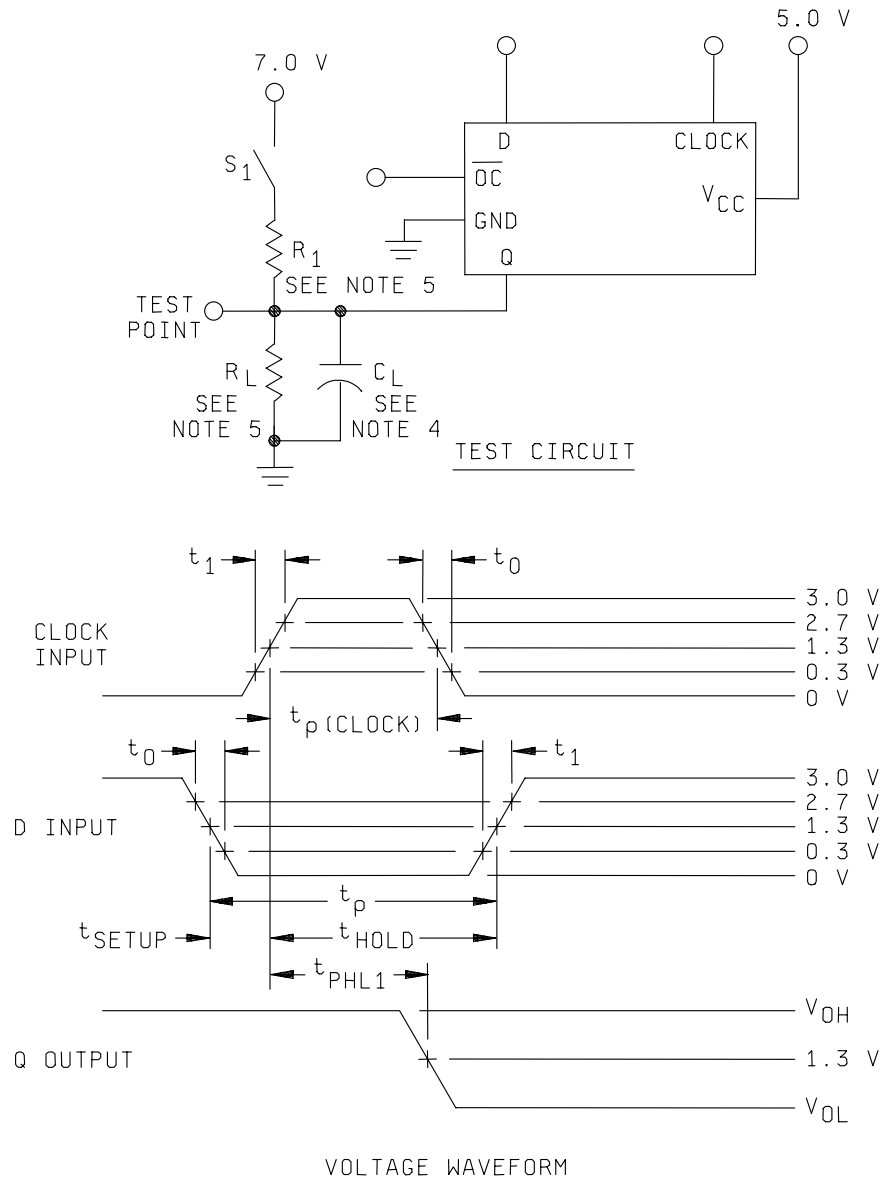 5.0 V
7.0 V
D
CLOCK
S1
OC
VCC
GND
R1
Q
SEE NOTE 5
TEST
POINT
RL
CL
SEE
NOTE 5
SEE
NOTE 4
TEST CIRCUIT
t1
t0
3.0 V
2.7 V
CLOCK
INPUT
1.3 V
0.3 V
0 V
tp(CLOCK)
t0
t1
3.0 V
2.7 V
D INPUT
1.3 V
0.3 V
0 V
tp
tSETUP
tHOLD
tPHL1
VOH
Q OUTPUT
1.3 V
VOL
VOLTAGE WAVEFORM